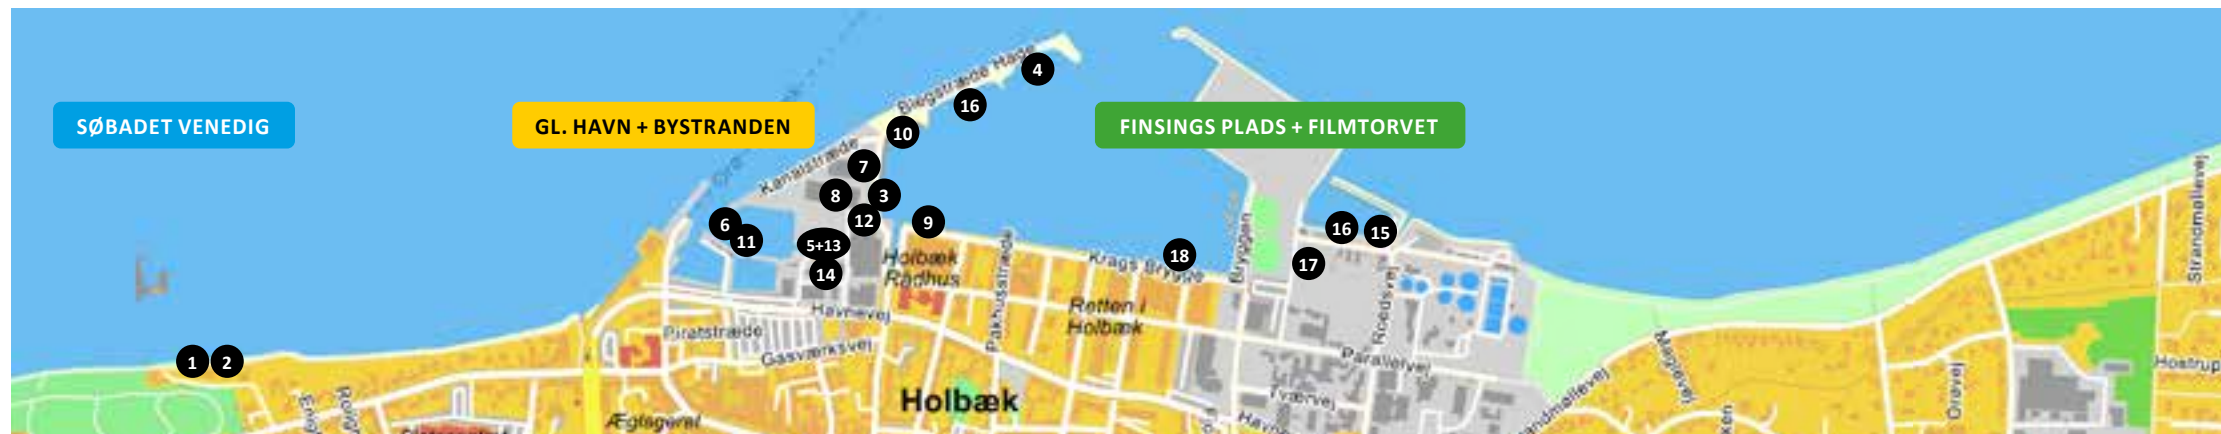 SØBADET VENEDIG
GL. HAVN + BYSTRANDEN
FINSINGS PLADS + FILMTORVET
4
16
10
7
8
3
6
11
12
9
5+13
14
18
16
15
17
1
2
Kanalstræde
Holbæk
Rådhus
Pakhusstræde
Krags Brygge
Bryggen
Retten i
Holbæk
Havnevej
Piratstræde
Gasværksvej
Parallelvej
Tværvej
Holbæk
Strandmøllevej
Hostrup
Orøvej
andmøllevej